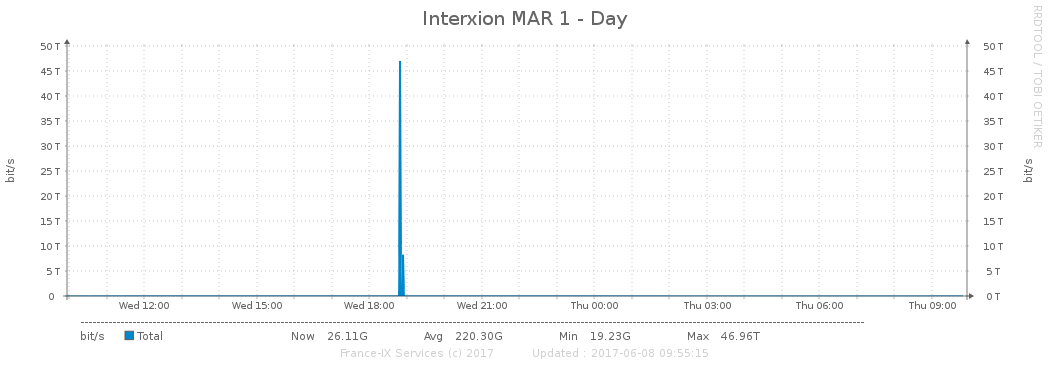 Interxion MAR 1 - Day
RRDTOOL / TOBI OETIKER
50 T 50 T
45 T 45 T
40 T 40 T
35 T 35 T
30 T 30 T
25 T 25 T
20 T 20 T
15 T 15 T
10 T 10 T
5 T 5 T
0 0 T
bit/s bit/s
Wed 12:00 Wed 15:00 Wed 18:00 Wed 21:00 Thu 00:00 Thu 03:00 Thu 06:00 Thu 09:00
bit/s Total Now 26.11G Avg 220.30G Min 19.23G Max 46.96T
France-IX Services (c) 2017 Updated : 2017-06-08 09:55:15